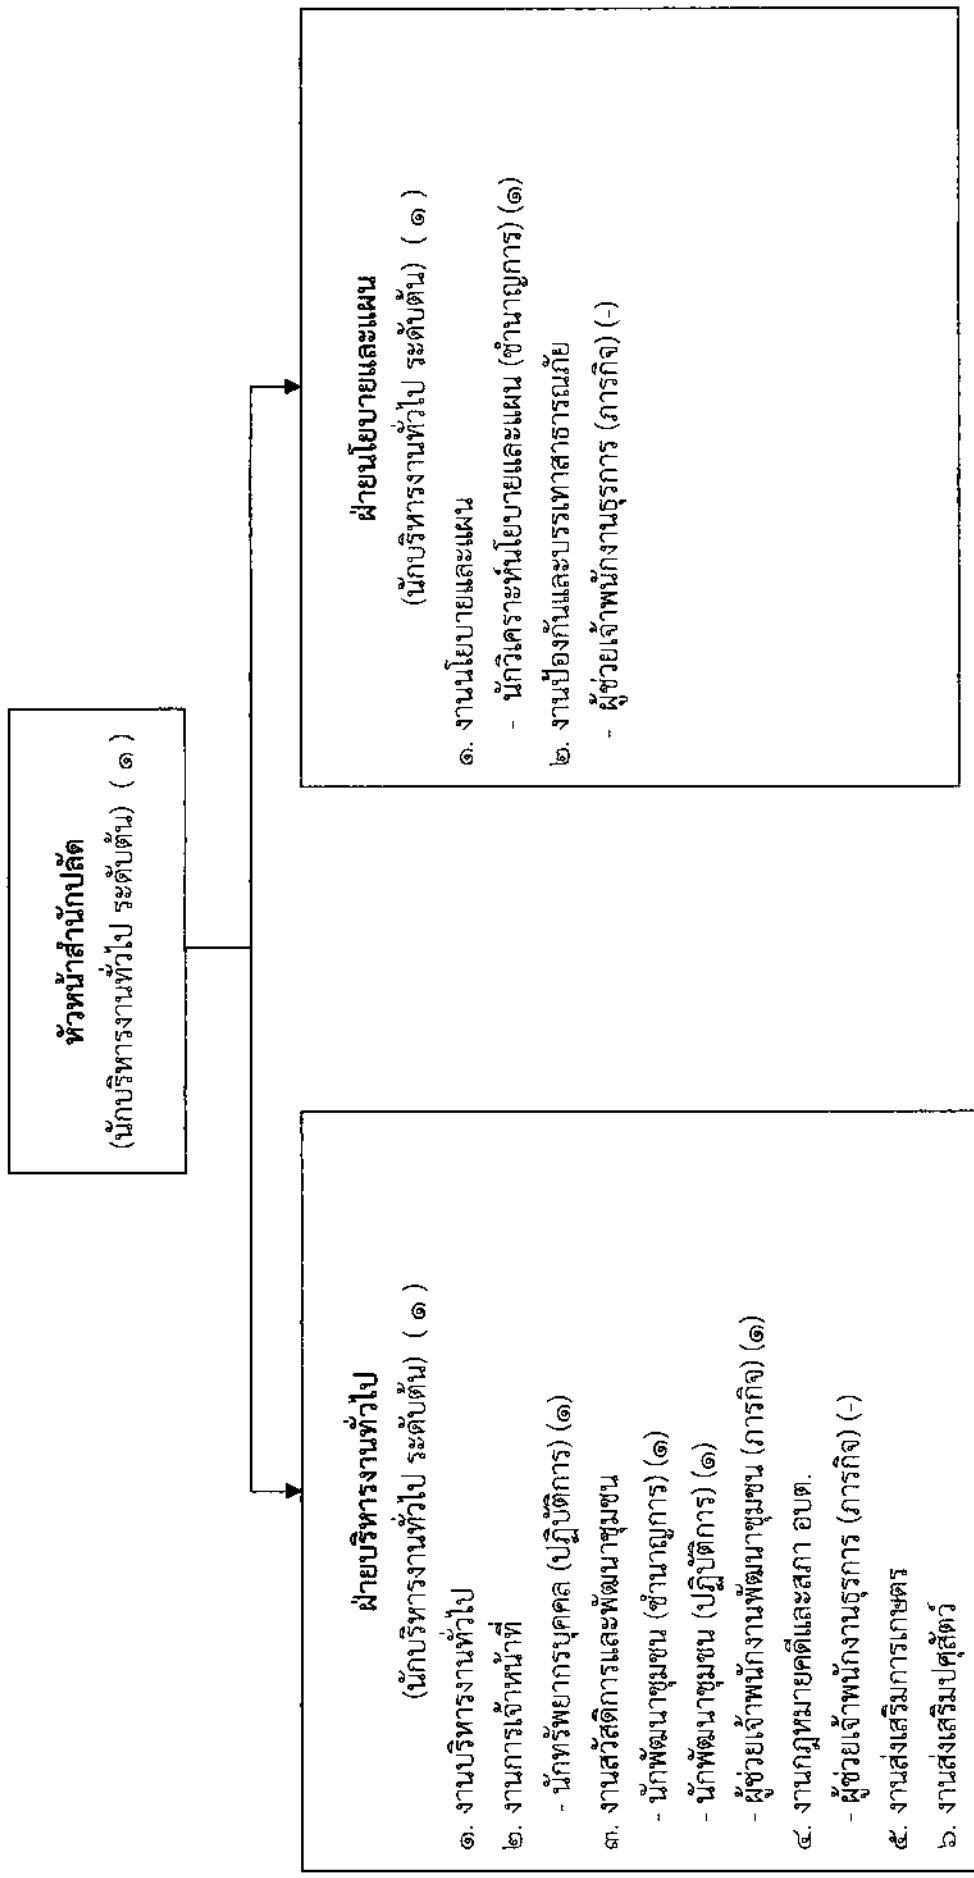 หัวหน้าสำนักปลัด
(นักบริหารงานทั่วไป ระดับต้น) ( ๑ )
ฝ่ายบริหารงานทั่วไป
(นักบริหารงานทั่วไป ระดับต้น) ( ๑ )
๑. งานบริหารงานทั่วไป
๒. งานการเจ้าหน้าที่
- นักทรัพยากรบุคคล (ปฏิบัติการ) (๑)
๓. งานสวัสดิการและพัฒนาชุมชน
- นักพัฒนาชุมชน (ชำนาญการ) (๑)
- นักพัฒนาชุมชน (ปฏิบัติการ) (๑)
- ผู้ช่วยเจ้าพนักงานพัฒนาชุมชน (ภารกิจ) (๑)
๔. งานกฎหมายคดีและสภา อบต.
- ผู้ช่วยเจ้าพนักงานธุรการ (ภารกิจ) (-)
๕. งานส่งเสริมการเกษตร
๖. งานส่งเสริมปศุสัตว์
ฝ่ายนโยบายและแผน
(นักบริหารงานทั่วไป ระดับต้น) ( ๑ )
๑. งานนโยบายและแผน
- นักวิเคราะห์นโยบายและแผน (ชำนาญการ) (๑)
๒. งานป้องกันและบรรเทาสาธารณภัย
- ผู้ช่วยเจ้าพนักงานธุรการ (ภารกิจ) (-)